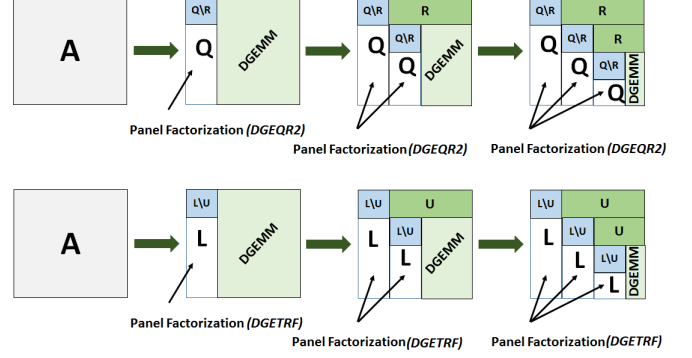 A
Q\R
Q
DGEMM
Panel Factorization (DGEQR2)
Q\R
R
Q
Q\R
Q
DGEMM
Panel Factorization (DGEQR2)
Q\R
R
Q
Q\R
R
Q
Q\R
Q
DGEMM
Panel Factorization (DGEQR2)
A
L\U
L
DGEMM
Panel Factorization (DGETRF)
L\U
U
L
L\U
L
DGEMM
Panel Factorization (DGETRF)
L\U
U
L
L\U
U
L
L\U
L
DGEMM
Panel Factorization (DGETRF)